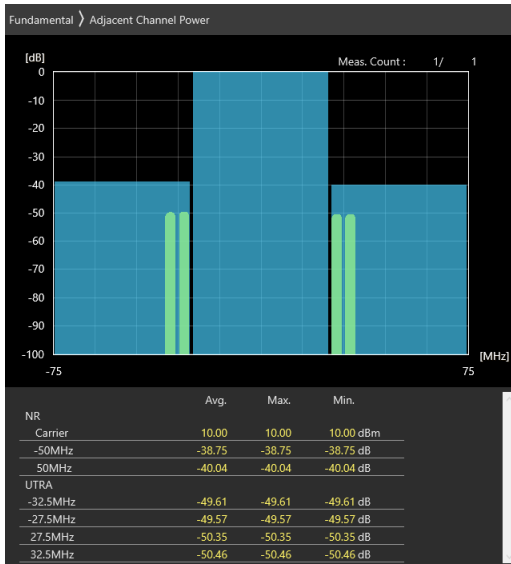 Fundamental 〉 Adjacent Channel Power
[dB]
Meas. Count : 1/ 1
0
-10
-20
-30
-40
-50
-60
-70
-80
-90
-100
[MHz]
-75 75
Avg. Max. Min.
NR
Carrier 10.00 10.00 10.00 dBm
-50MHz -38.75 -38.75 -38.75 dB
50MHz -40.04 -40.04 -40.04 dB
UTRA
-32.5MHz -49.61 -49.61 -49.61 dB
-27.5MHz -49.57 -49.57 -49.57 dB
27.5MHz -50.35 -50.35 -50.35 dB
32.5MHz -50.46 -50.46 -50.46 dB